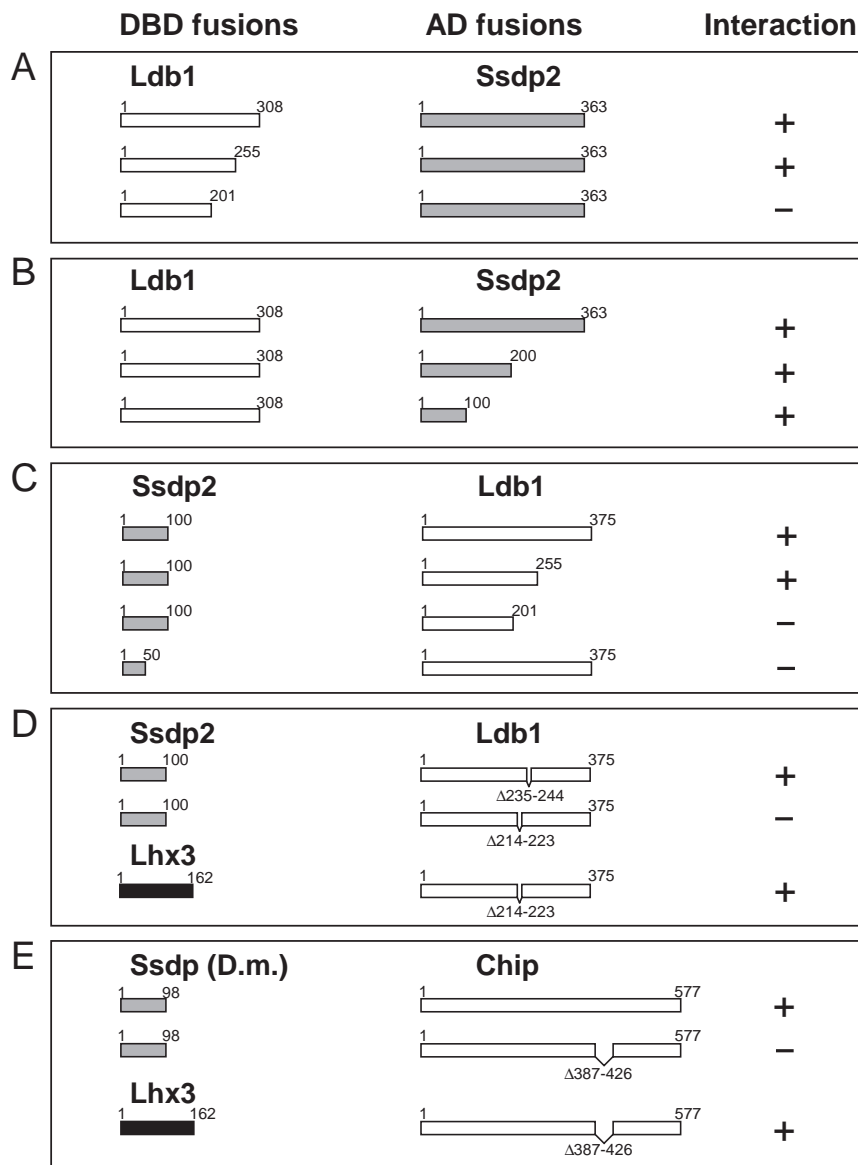 DBD fusions AD fusions Interaction
A
Ldb1 Ssdp2
1 308 1 363 +
1 255 1 363 +
1 201 1 363 −
B
Ldb1 Ssdp2
1 308 1 363 +
1 308 1 200 +
1 308 1 100 +
C
Ssdp2 Ldb1
1 100 1 375 +
1 100 1 255 +
1 100 1 201 −
1 50 1 375 −
D
Ssdp2 Ldb1
1 100 1 375 +
Δ235-244
1 100 1 375 −
Δ214-223
Lhx3
1 162 1 375 +
Δ214-223
E
Ssdp (D.m.) Chip
1 98 1 577 +
1 98 1 577 −
Δ387-426
Lhx3
1 162 1 577 +
Δ387-426